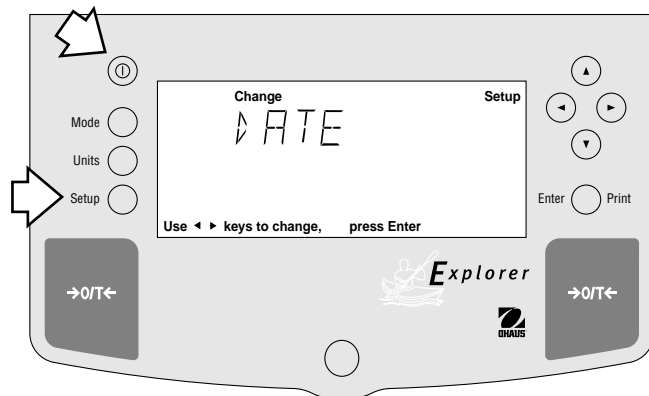 Change Setup
DATE
Mode
Units
Setup
Use ◄ ► keys to change, press Enter
Enter Print
Explorer
→0/T← →0/T←
OHAUS